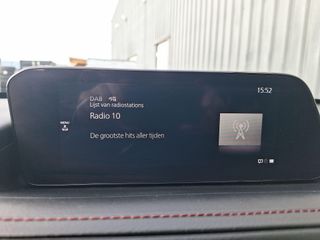 15:52
DAB
Lijst van radiostations
Radio 10
MENU
De grootste hits aller tijden